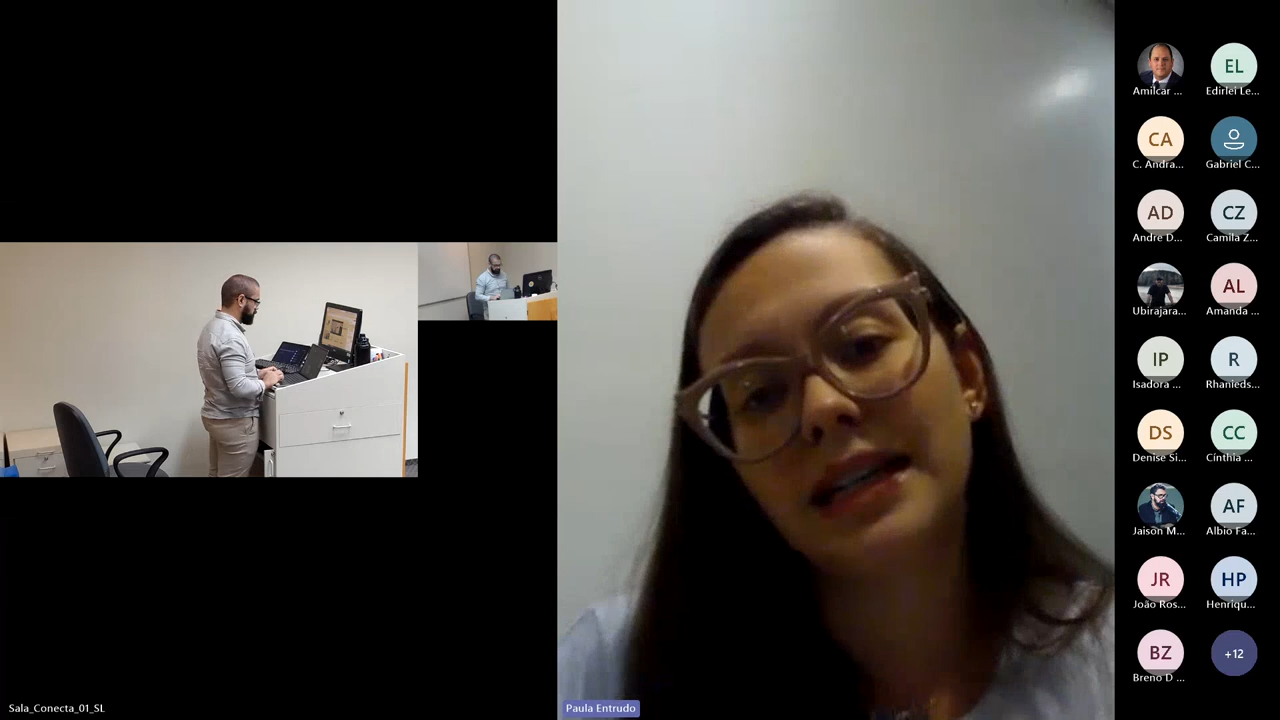 Amílcar ...
EL
Edirlei Le...
CA
C. Andra...
Gabriel C...
AD
Andre D...
CZ
Camila Z...
Ubirajara...
AL
Amanda ...
IP
Isadora ...
R
Rhanieds...
DS
Denise Si...
CC
Cínthia ...
Jaison M...
AF
Albio Fa...
JR
João Ros...
HP
Henriqu...
BZ
Breno D ...
+12
Sala_Conecta_01_SL
Paula Entrudo